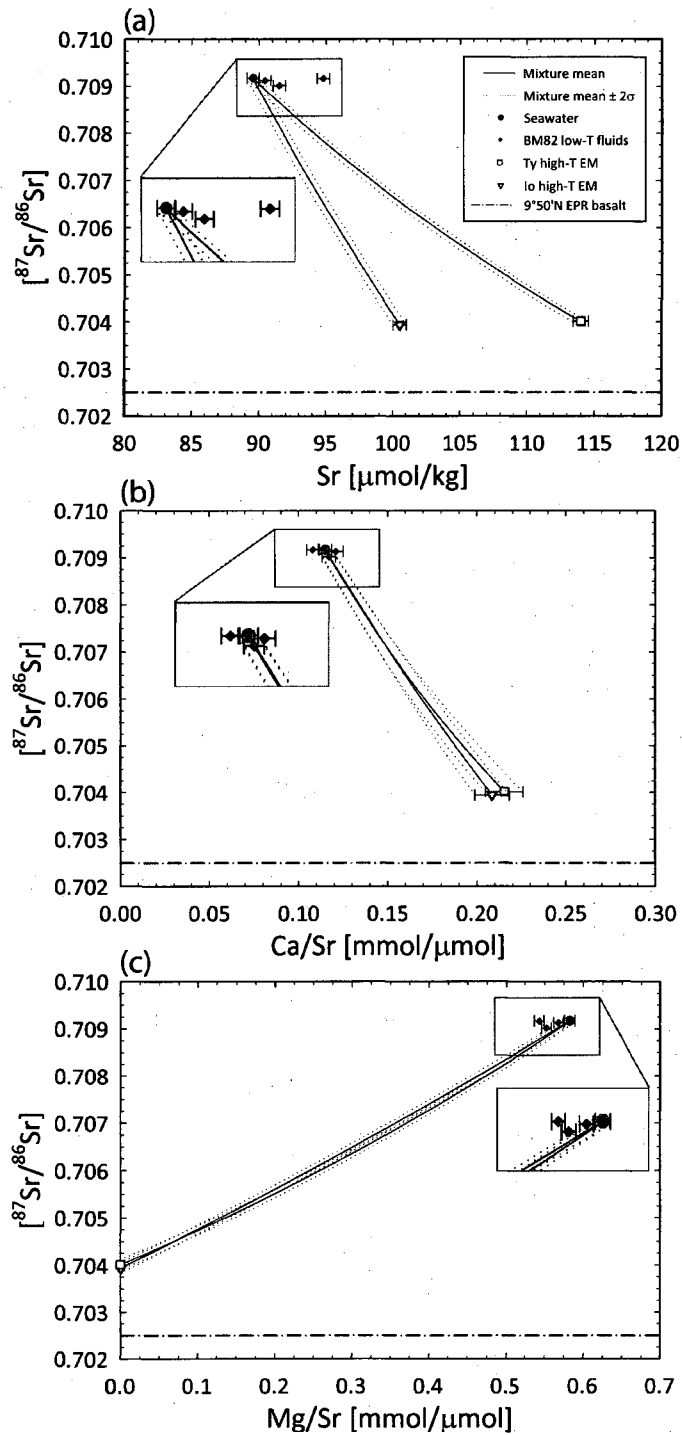 (a)
0.710
0.709
0.708
0.707
0.706
0.705
0.704
0.703
0.702
[⁸⁷Sr/⁸⁶Sr]
Mixture mean
Mixture mean ± 2σ
Seawater
BM82 low-T fluids
Ty high-T EM
Io high-T EM
9°50'N EPR basalt
80 85 90 95 100 105 110 115 120
Sr [μmol/kg]
(b)
0.710
0.709
0.708
0.707
0.706
0.705
0.704
0.703
0.702
[⁸⁷Sr/⁸⁶Sr]
0.00 0.05 0.10 0.15 0.20 0.25 0.30
Ca/Sr [mmol/μmol]
(c)
0.710
0.709
0.708
0.707
0.706
0.705
0.704
0.703
0.702
[⁸⁷Sr/⁸⁶Sr]
0.0 0.1 0.2 0.3 0.4 0.5 0.6 0.7
Mg/Sr [mmol/μmol]